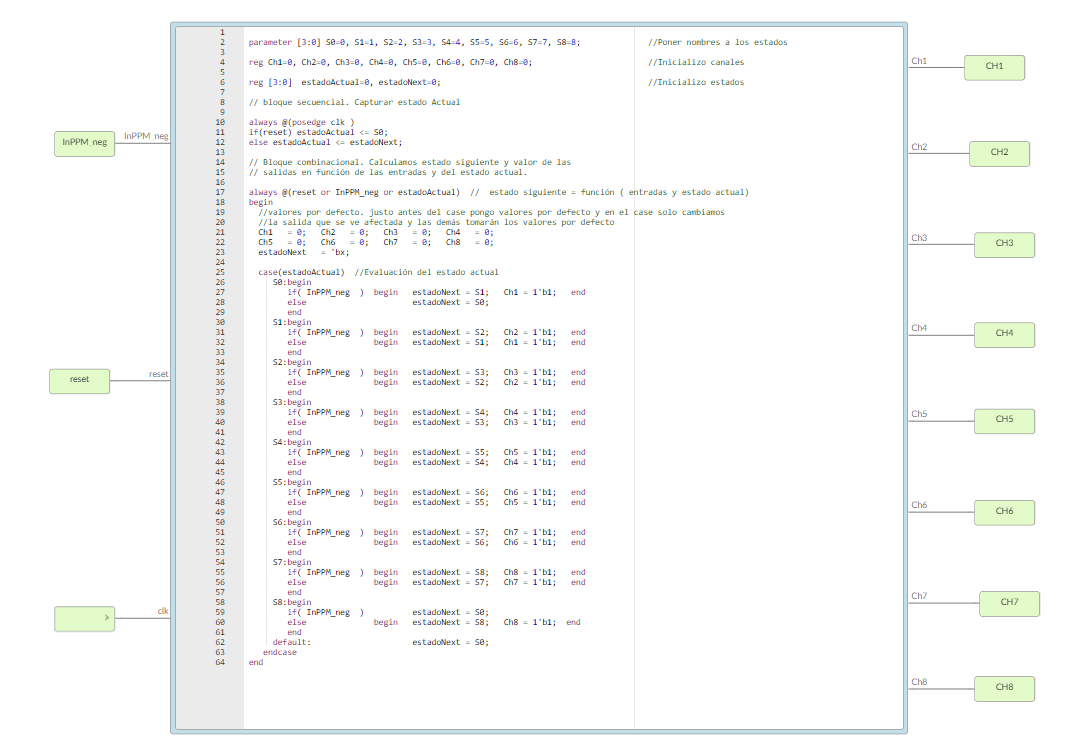 1
2 parameter [3:0] S0=0, S1=1, S2=2, S3=3, S4=4, S5=5, S6=6, S7=7, S8=8; //Poner nombres a los estados
3
4 reg Ch1=0, Ch2=0, Ch3=0, Ch4=0, Ch5=0, Ch6=0, Ch7=0, Ch8=0; //Inicializo canales
5
6 reg [3:0] estadoActual=0, estadoNext=0; //Inicializo estados
7
8 // bloque secuencial. Capturar estado Actual
9
10 always @(posedge clk )
11 if(reset) estadoActual <= S0;
12 else estadoActual <= estadoNext;
13
14 // Bloque combinacional. Calculamos estado siguiente y valor de las
15 // salidas en función de las entradas y del estado actual.
16
17 always @(reset or InPPM_neg or estadoActual) // estado siguiente = función ( entradas y estado actual)
18 begin
19 //valores por defecto. justo antes del case pongo valores por defecto y en el case solo cambiamos
20 //la salida que se ve afectada y las demás tomarán los valores por defecto
21 Ch1 = 0; Ch2 = 0; Ch3 = 0; Ch4 = 0;
22 Ch5 = 0; Ch6 = 0; Ch7 = 0; Ch8 = 0;
23 estadoNext = 'bx;
24
25 case(estadoActual) //Evaluación del estado actual
26 S0:begin
27 if( InPPM_neg ) begin estadoNext = S1; Ch1 = 1'b1; end
28 else estadoNext = S0;
29 end
30 S1:begin
31 if( InPPM_neg ) begin estadoNext = S2; Ch2 = 1'b1; end
32 else begin estadoNext = S1; Ch1 = 1'b1; end
33 end
34 S2:begin
35 if( InPPM_neg ) begin estadoNext = S3; Ch3 = 1'b1; end
36 else begin estadoNext = S2; Ch2 = 1'b1; end
37 end
38 S3:begin
39 if( InPPM_neg ) begin estadoNext = S4; Ch4 = 1'b1; end
40 else begin estadoNext = S3; Ch3 = 1'b1; end
41 end
42 S4:begin
43 if( InPPM_neg ) begin estadoNext = S5; Ch5 = 1'b1; end
44 else begin estadoNext = S4; Ch4 = 1'b1; end
45 end
46 S5:begin
47 if( InPPM_neg ) begin estadoNext = S6; Ch6 = 1'b1; end
48 else begin estadoNext = S5; Ch5 = 1'b1; end
49 end
50 S6:begin
51 if( InPPM_neg ) begin estadoNext = S7; Ch7 = 1'b1; end
52 else begin estadoNext = S6; Ch6 = 1'b1; end
53 end
54 S7:begin
55 if( InPPM_neg ) begin estadoNext = S8; Ch8 = 1'b1; end
56 else begin estadoNext = S7; Ch7 = 1'b1; end
57 end
58 S8:begin
59 if( InPPM_neg ) estadoNext = S0;
60 else begin estadoNext = S8; Ch8 = 1'b1; end
61 end
62 default: estadoNext = S0;
63 endcase
64 end
InPPM_neg InPPM_neg
reset reset
clk
Ch1 CH1
Ch2 CH2
Ch3 CH3
Ch4 CH4
Ch5 CH5
Ch6 CH6
Ch7 CH7
Ch8 CH8